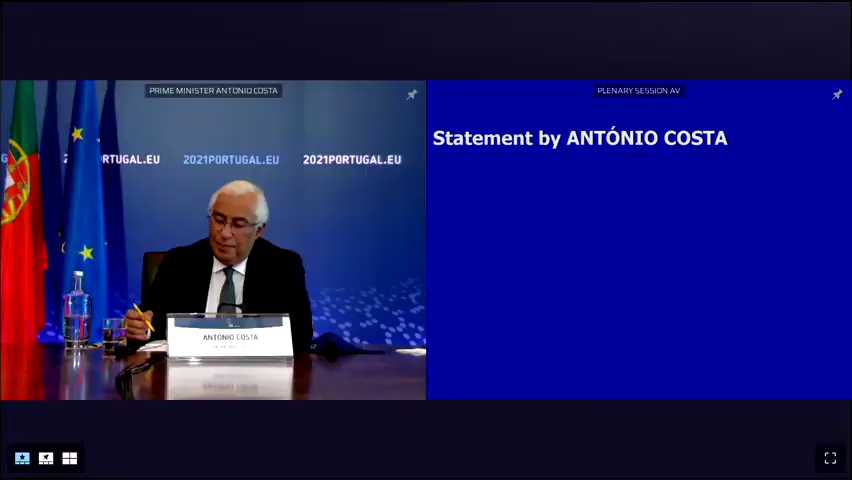 PRIME MINISTER ANTONIO COSTA
2021PORTUGAL.EU
2021PORTUGAL.EU
ANTÓNIO COSTA
PLENARY SESSION AV
Statement by ANTÓNIO COSTA